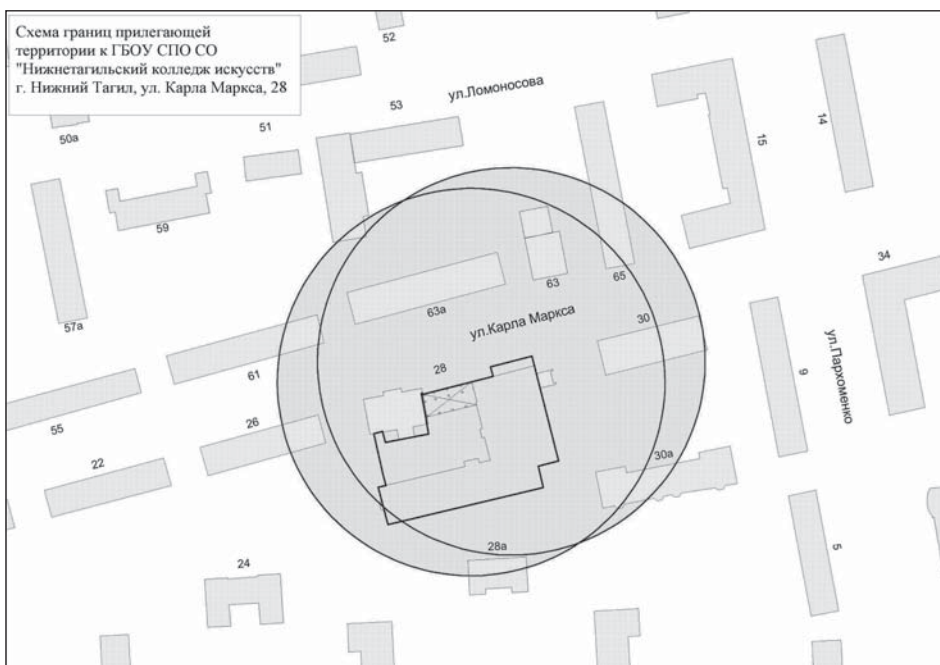 Схема границ прилегающей
территории к ГБОУ СПО СО
"Нижнетагильский колледж искусств"
г. Нижний Тагил, ул. Карла Маркса, 28
52
53
ул.Ломоносова
50а
51
14
15
59
34
63
65
57а
63а
ул.Карла Маркса
30
ул.Пархоменко
61
28
9
55
26
22
30а
28а
5
24